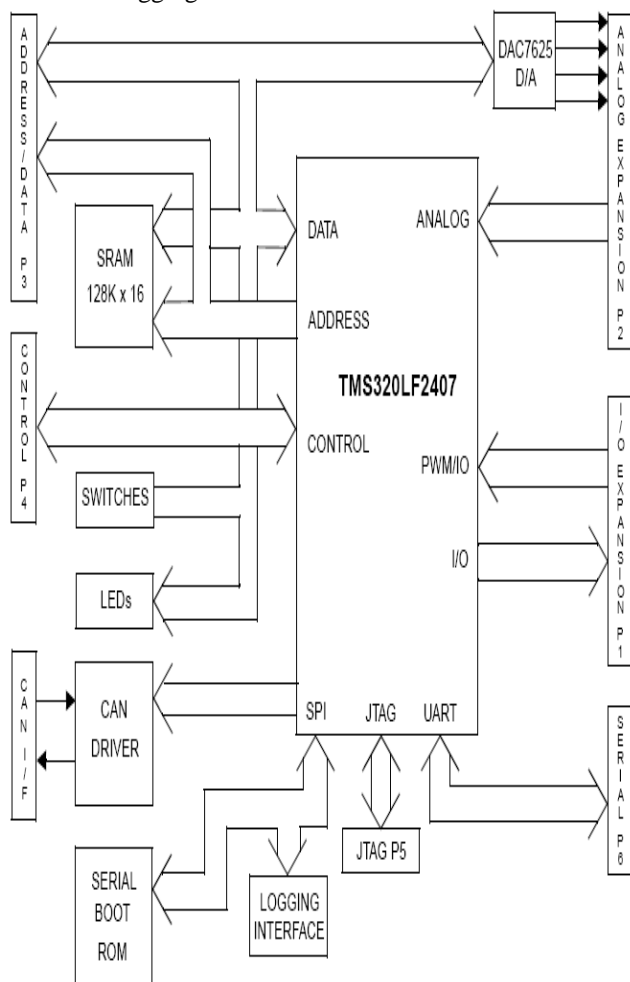 gging
ADDRESS/DATA P3
DAC7625
D/A
ANALOG EXPANSION P2
DATA
ANALOG
SRAM
128K x 16
ADDRESS
TMS320LF2407
CONTROL P4
CONTROL
PWM/IO
I/O EXPANSION P1
SWITCHES
I/O
LEDs
CAN I/F
CAN
DRIVER
SPI
JTAG
UART
SERIAL P6
JTAG P5
SERIAL
BOOT
ROM
LOGGING
INTERFACE